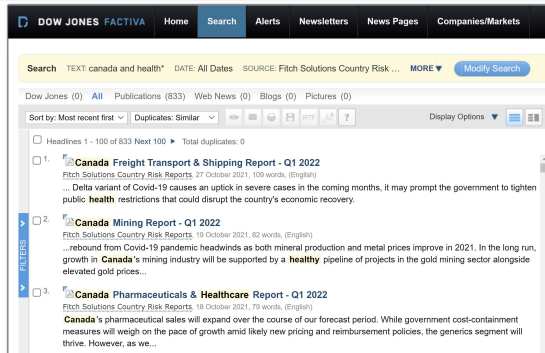 DOW JONES FACTIVA Home Search Alerts Newsletters News Pages Companies/Markets
Search TEXT: canada and health* DATE: All Dates SOURCE: Fitch Solutions Country Risk ... MORE Modify Search
Dow Jones (0) All Publications (833) Web News (0) Blogs (0) Pictures (0)
Sort by: Most recent first Duplicates: Similar RTF ? Display Options
Headlines 1 - 100 of 833 Next 100 Total duplicates: 0
1. Canada Freight Transport & Shipping Report - Q1 2022
Fitch Solutions Country Risk Reports, 27 October 2021, 109 words, (English)
... Delta variant of Covid-19 causes an uptick in severe cases in the coming months, it may prompt the government to tighten
public health restrictions that could disrupt the country's economic recovery.
2. Canada Mining Report - Q1 2022
Fitch Solutions Country Risk Reports, 19 October 2021, 82 words, (English)
...rebound from Covid-19 pandemic headwinds as both mineral production and metal prices improve in 2021. In the long run,
growth in Canada's mining industry will be supported by a healthy pipeline of projects in the gold mining sector alongside
elevated gold prices...
FILTERS
3. Canada Pharmaceuticals & Healthcare Report - Q1 2022
Fitch Solutions Country Risk Reports, 18 October 2021, 79 words, (English)
Canada's pharmaceutical sales will expand over the course of our forecast period. While government cost-containment
measures will weigh on the pace of growth amid likely new pricing and reimbursement policies, the generics segment will
thrive. However, as we...